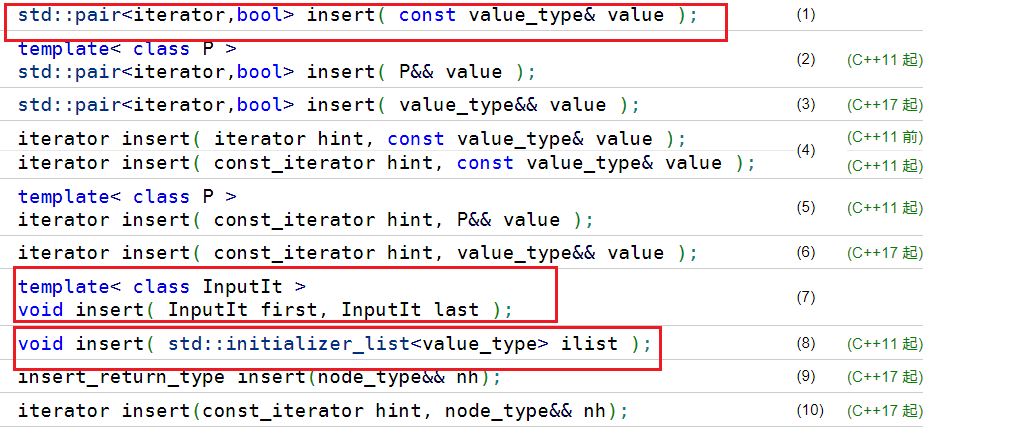 std::pair<iterator,bool> insert( const value_type& value ); (1)
template< class P >
std::pair<iterator,bool> insert( P&& value ); (2) (C++11 起)
std::pair<iterator,bool> insert( value_type&& value ); (3) (C++17 起)
iterator insert( iterator hint, const value_type& value ); (C++11 前)
(4)
iterator insert( const_iterator hint, const value_type& value ); (C++11 起)
template< class P >
iterator insert( const_iterator hint, P&& value ); (5) (C++11 起)
iterator insert( const_iterator hint, value_type&& value ); (6) (C++17 起)
template< class InputIt >
void insert( InputIt first, InputIt last ); (7)
void insert( std::initializer_list<value_type> ilist ); (8) (C++11 起)
insert_return_type insert(node_type&& nh); (9) (C++17 起)
iterator insert(const_iterator hint, node_type&& nh); (10) (C++17 起)